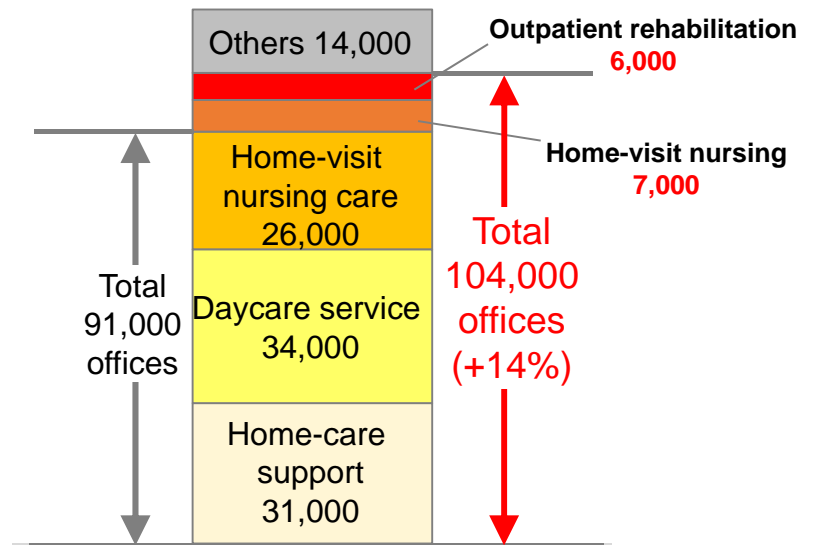 Others 14,000
Outpatient rehabilitation
6,000
Home-visit nursing
7,000
Home-visit
nursing care
26,000
Daycare service
34,000
Home-care
support
31,000
Total
91,000
offices
Total
104,000
offices
(+14%)